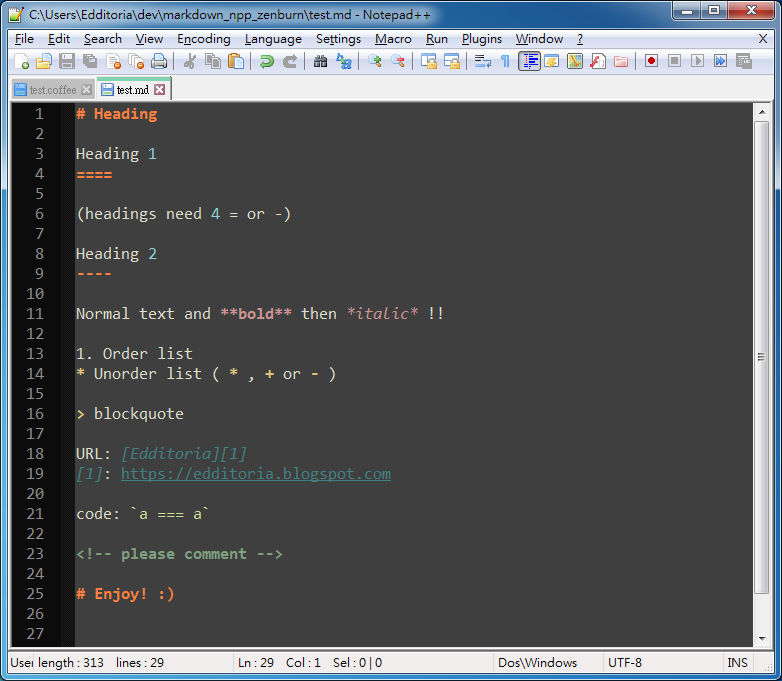 C:\Users\Edditoria\dev\markdown_npp_zenburn\test.md - Notepad++
File Edit Search View Encoding Language Settings Macro Run Plugins Window ? X
test.coffee test.md
1 # Heading
2
3 Heading 1
4 ====
5
6 (headings need 4 = or -)
7
8 Heading 2
9 ----
10
11 Normal text and **bold** then *italic* !!
12
13 1. Order list
14 * Unorder list ( * , + or - )
15
16 > blockquote
17
18 URL: [Edditoria][1]
19 [1]: https://edditoria.blogspot.com
20
21 code: `a === a`
22
23 <!-- please comment -->
24
25 # Enjoy! :)
26
27
User length : 313 lines : 29 Ln : 29 Col : 1 Sel : 0 | 0 Dos\Windows UTF-8 INS